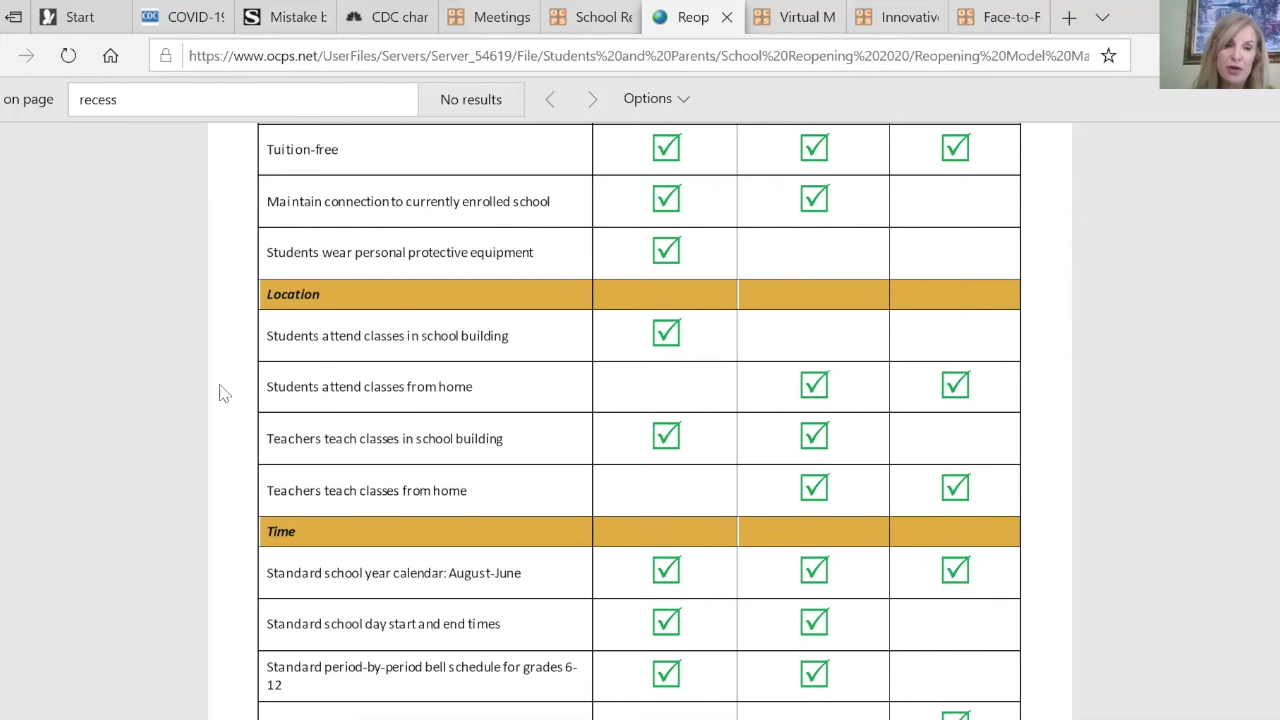 Start COVID-19 Mistake b CDC char Meetings School Re Reop Virtual M Innovativ Face-to-F
https://www.ocps.net/UserFiles/Servers/Server_54619/File/Students%20and%20Parents/School%20Reopening%202020/Reopening%20Model%20Ma
on page recess No results Options
Tuition-free
Maintain connection to currently enrolled school
Students wear personal protective equipment
Location
Students attend classes in school building
Students attend classes from home
Teachers teach classes in school building
Teachers teach classes from home
Time
Standard school year calendar: August-June
Standard school day start and end times
Standard period-by-period bell schedule for grades 6-
12